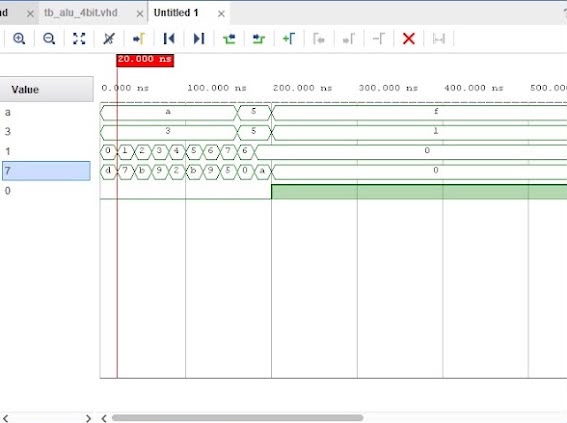 nd × tb_alu_4bit.vhd × Untitled 1 ×
20.000 ns
Value
0.000 ns 100.000 ns 200.000 ns 300.000 ns 400.000 ns 500.00
a a 5 f
3 3 5 1
1 0 1 2 3 4 5 6 7 6 0
7 d 7 b 9 2 b 9 5 0 a 0
0